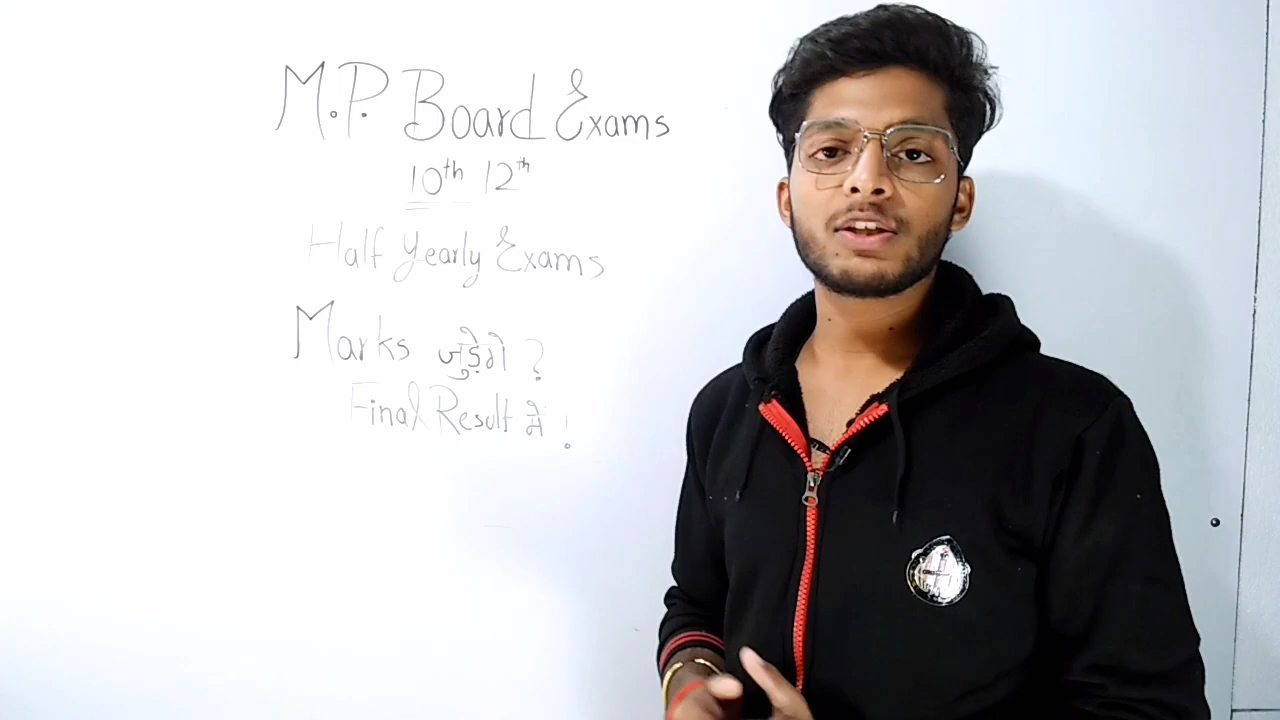 M.P. Board Exams
10th 12th
Half Yearly Exams
Marks जुड़ेगे ?
Final Result मे !